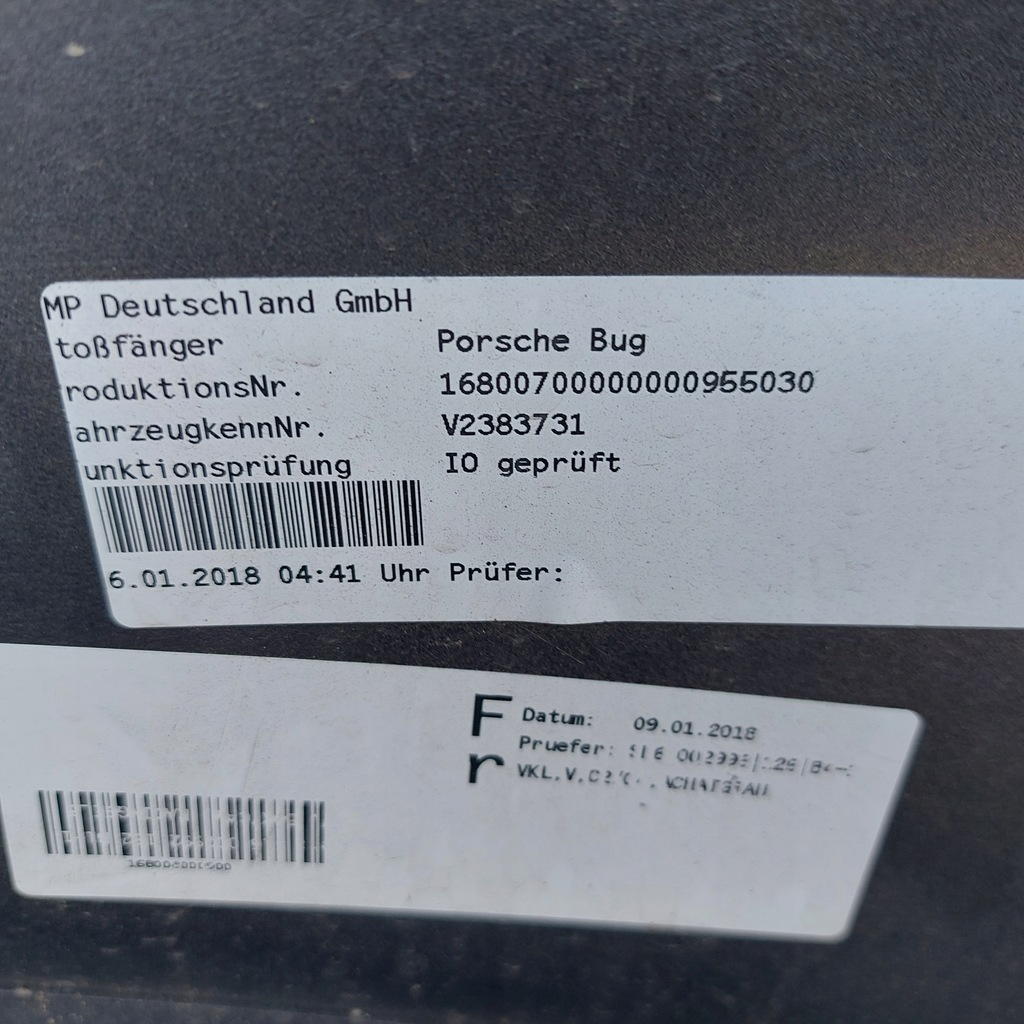 MP Deutschland GmbH
toßfänger Porsche Bug
roduktionsNr. 16800700000000955030
ahrzeugkennNr. V2383731
unktionsprüfung IO geprüft
6.01.2018 04:41 Uhr Prüfer:
Fr
Datum: 09.01.2018
Pruefer: